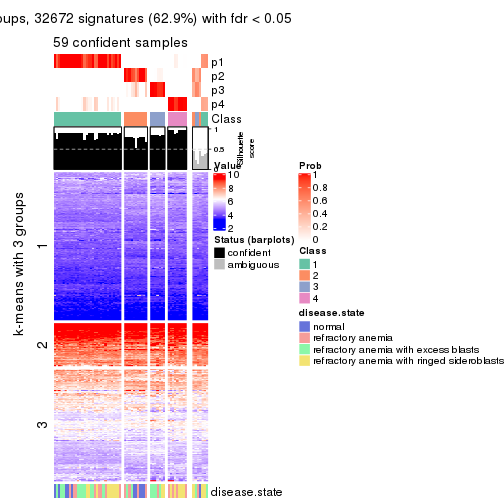 oups, 32672 signatures (62.9%) with fdr < 0.05
59 confident samples
p1
p2
p3
p4
Class
1
0.5
0
Silhouette
score
k-means with 3 groups
1
2
3
disease.state
Value
10
8
6
4
2
Status (barplots)
confident
ambiguous
Prob
1
0.8
0.6
0.4
0.2
0
Class
1
2
3
4
disease.state
normal
refractory anemia
refractory anemia with excess blasts
refractory anemia with ringed sideroblasts